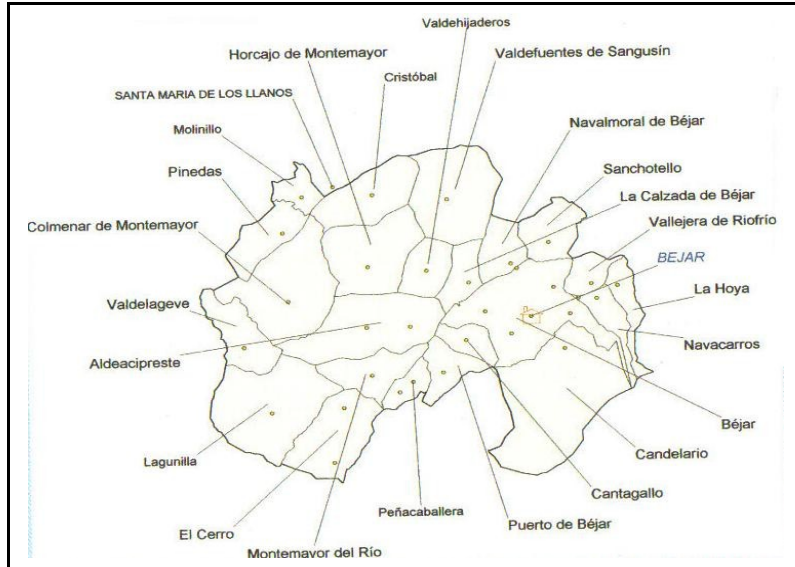 Valdehijaderos
Horcajo de Montemayor
Valdefuentes de Sangusín
Cristóbal
SANTA MARIA DE LOS LLANOS
Molinillo
Navalmoral de Béjar
Pinedas
Sanchotello
La Calzada de Béjar
Colmenar de Montemayor
Vallejera de Riofrío
BEJAR
La Hoya
Valdelageve
Navacarros
Aldeacipreste
Béjar
Candelario
Lagunilla
Cantagallo
Peñacaballera
Puerto de Béjar
El Cerro
Montemayor del Río